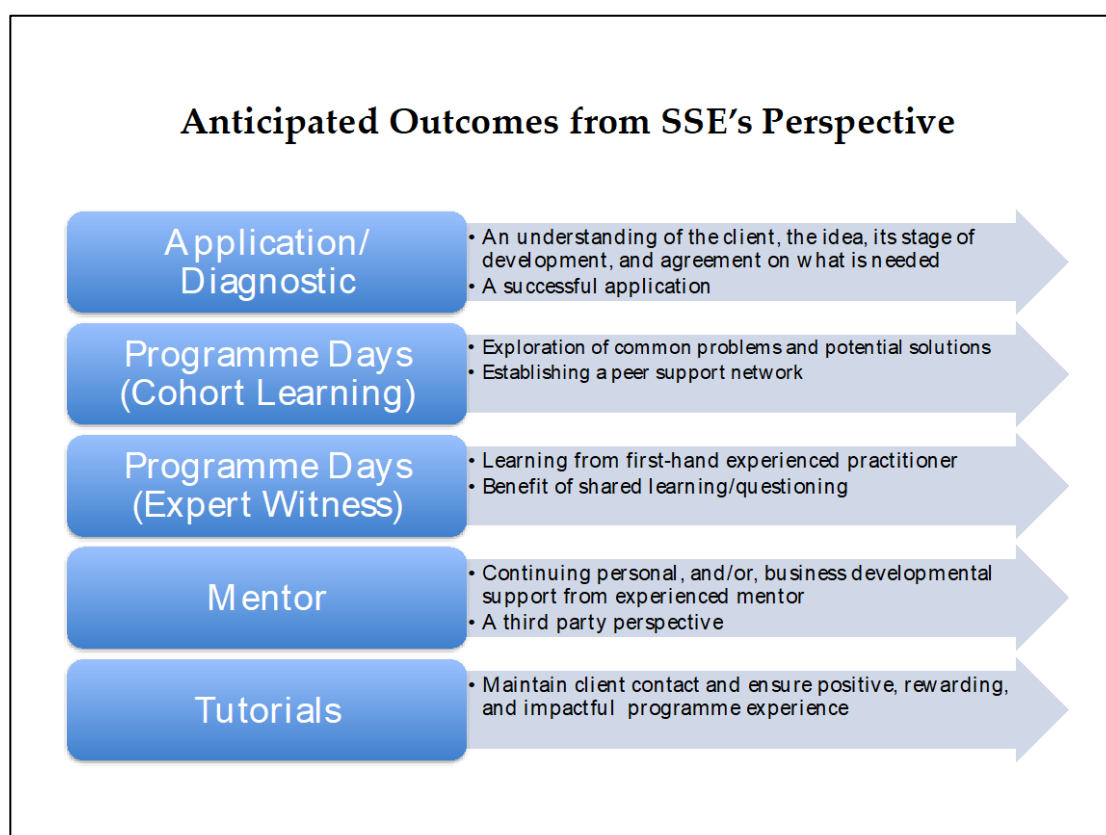 Anticipated Outcomes from SSE's Perspective
Application/
Diagnostic
• An understanding of the client, the idea, its stage of
development, and agreement on what is needed
• A successful application
Programme Days
(Cohort Learning)
• Exploration of common problems and potential solutions
• Establishing a peer support network
Programme Days
(Expert Witness)
• Learning from first-hand experienced practitioner
• Benefit of shared learning/questioning
Mentor
• Continuing personal, and/or, business developmental
support from experienced mentor
• A third party perspective
Tutorials
• Maintain client contact and ensure positive, rewarding,
and impactful programme experience